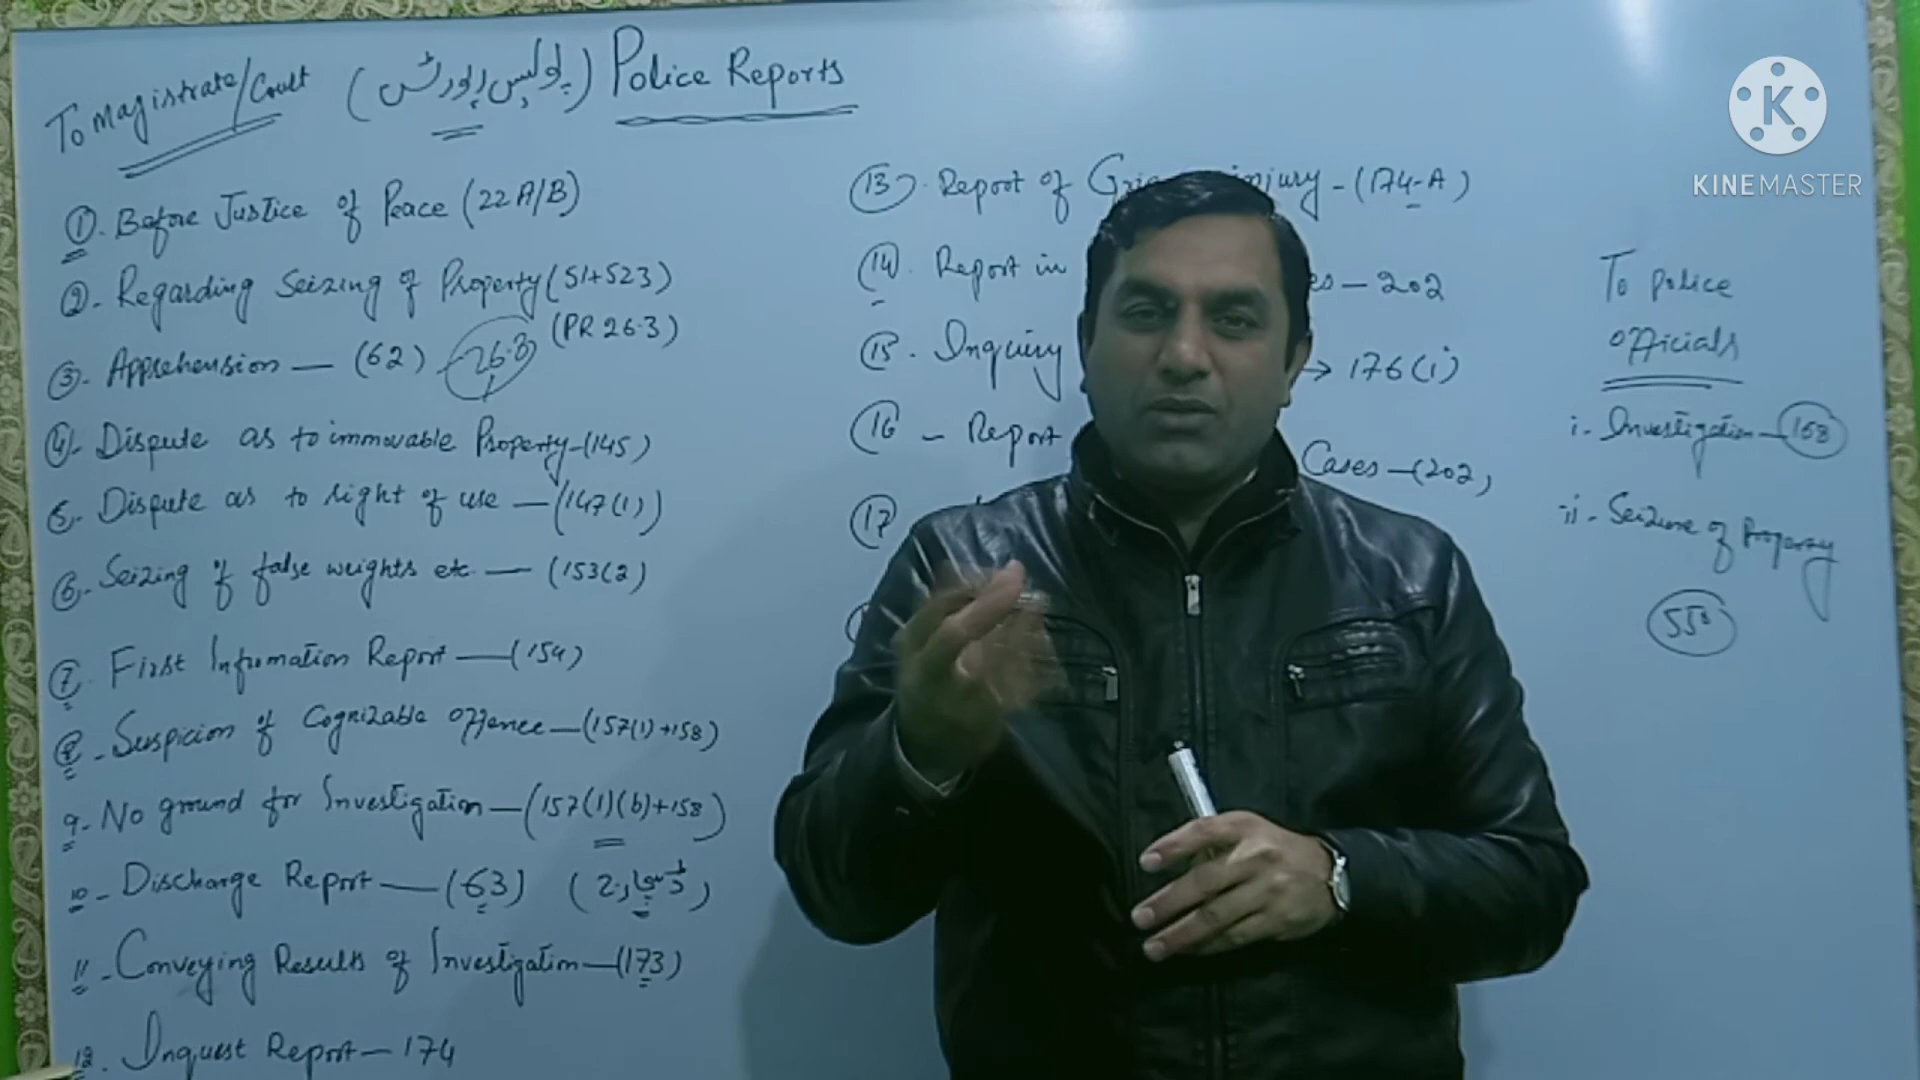 To Magistrate/Court (پولیس رپورٹس) Police Reports
1. Before Justice of Peace (22 A/B)
2- Regarding Seizing of Property (51+523)
(PR 26.3)
3- Apprehension — (62) 26.3
4- Dispute as to immovable Property-(145)
5- Dispute as to right of use — (147(1))
6- Seizing of false weights etc — (153(2)
7. First Information Report — (154)
8- Suspicion of Cognizable offence — (157(1)+158)
9- No ground for Investigation — (157(1)(b)+158)
10- Discharge Report — (63) (ڈسچارج)
11- Conveying Results of Investigation — (173)
12. Inquest Report — 174
13. Report of injury - (174-A)
14. Report in — 202
15. Inquiry → 176(i)
16 - Report Cases - (202)
17
To Police
officials
i- Investigation — 168
ii- Seizure of Property
550
KINEMASTER